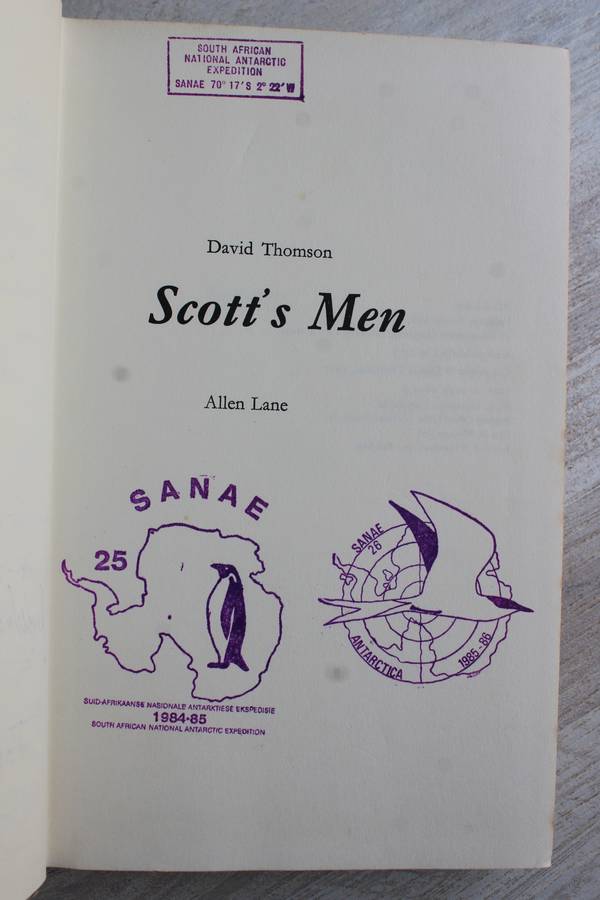 SOUTH AFRICAN
NATIONAL ANTARCTIC
EXPEDITION
SANAE 70° 17'S 2° 22'W
David Thomson
Scott's Men
Allen Lane
SANAE
25
SUID-AFRIKAANSE NASIONALE ANTARKTIESE EKSPEDISIE
1984-85
SOUTH AFRICAN NATIONAL ANTARCTIC EXPEDITION
SANAE
26
ANTARCTICA
1985-86